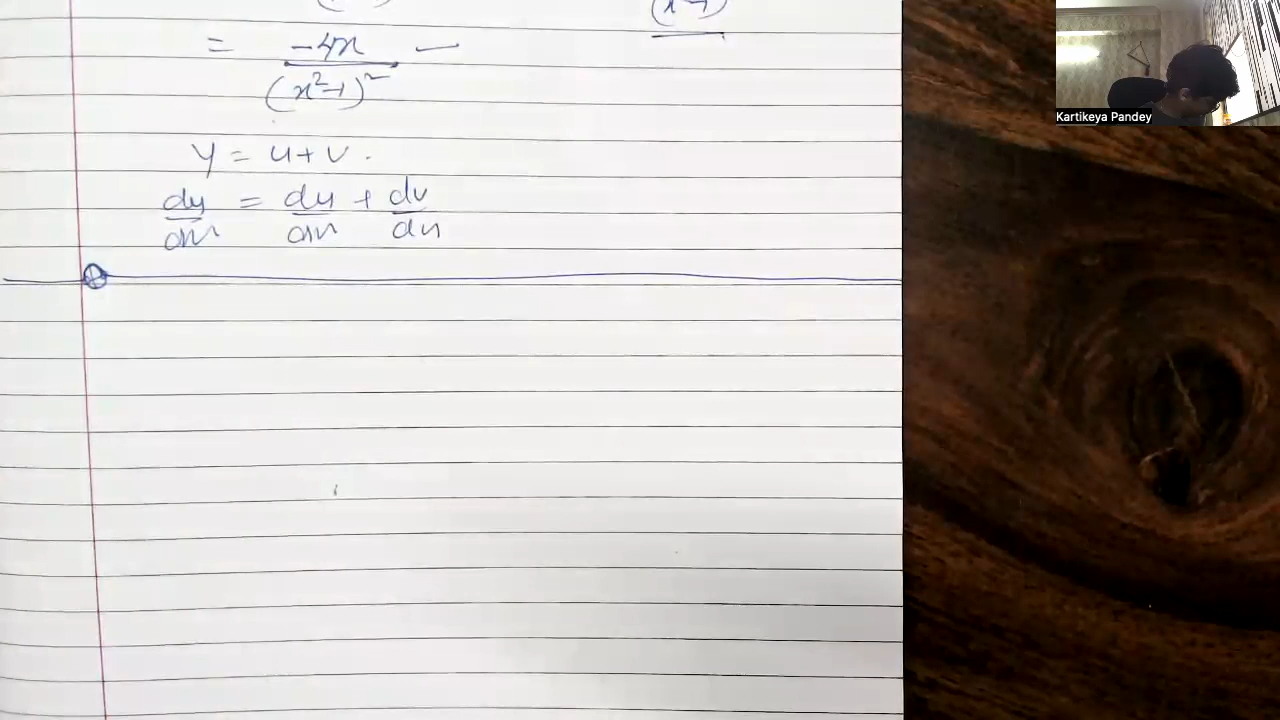 = -4x / (x²-1)²
y = u+v.
dy/dx = du/dx + dv/dx
Kartikeya Pandey